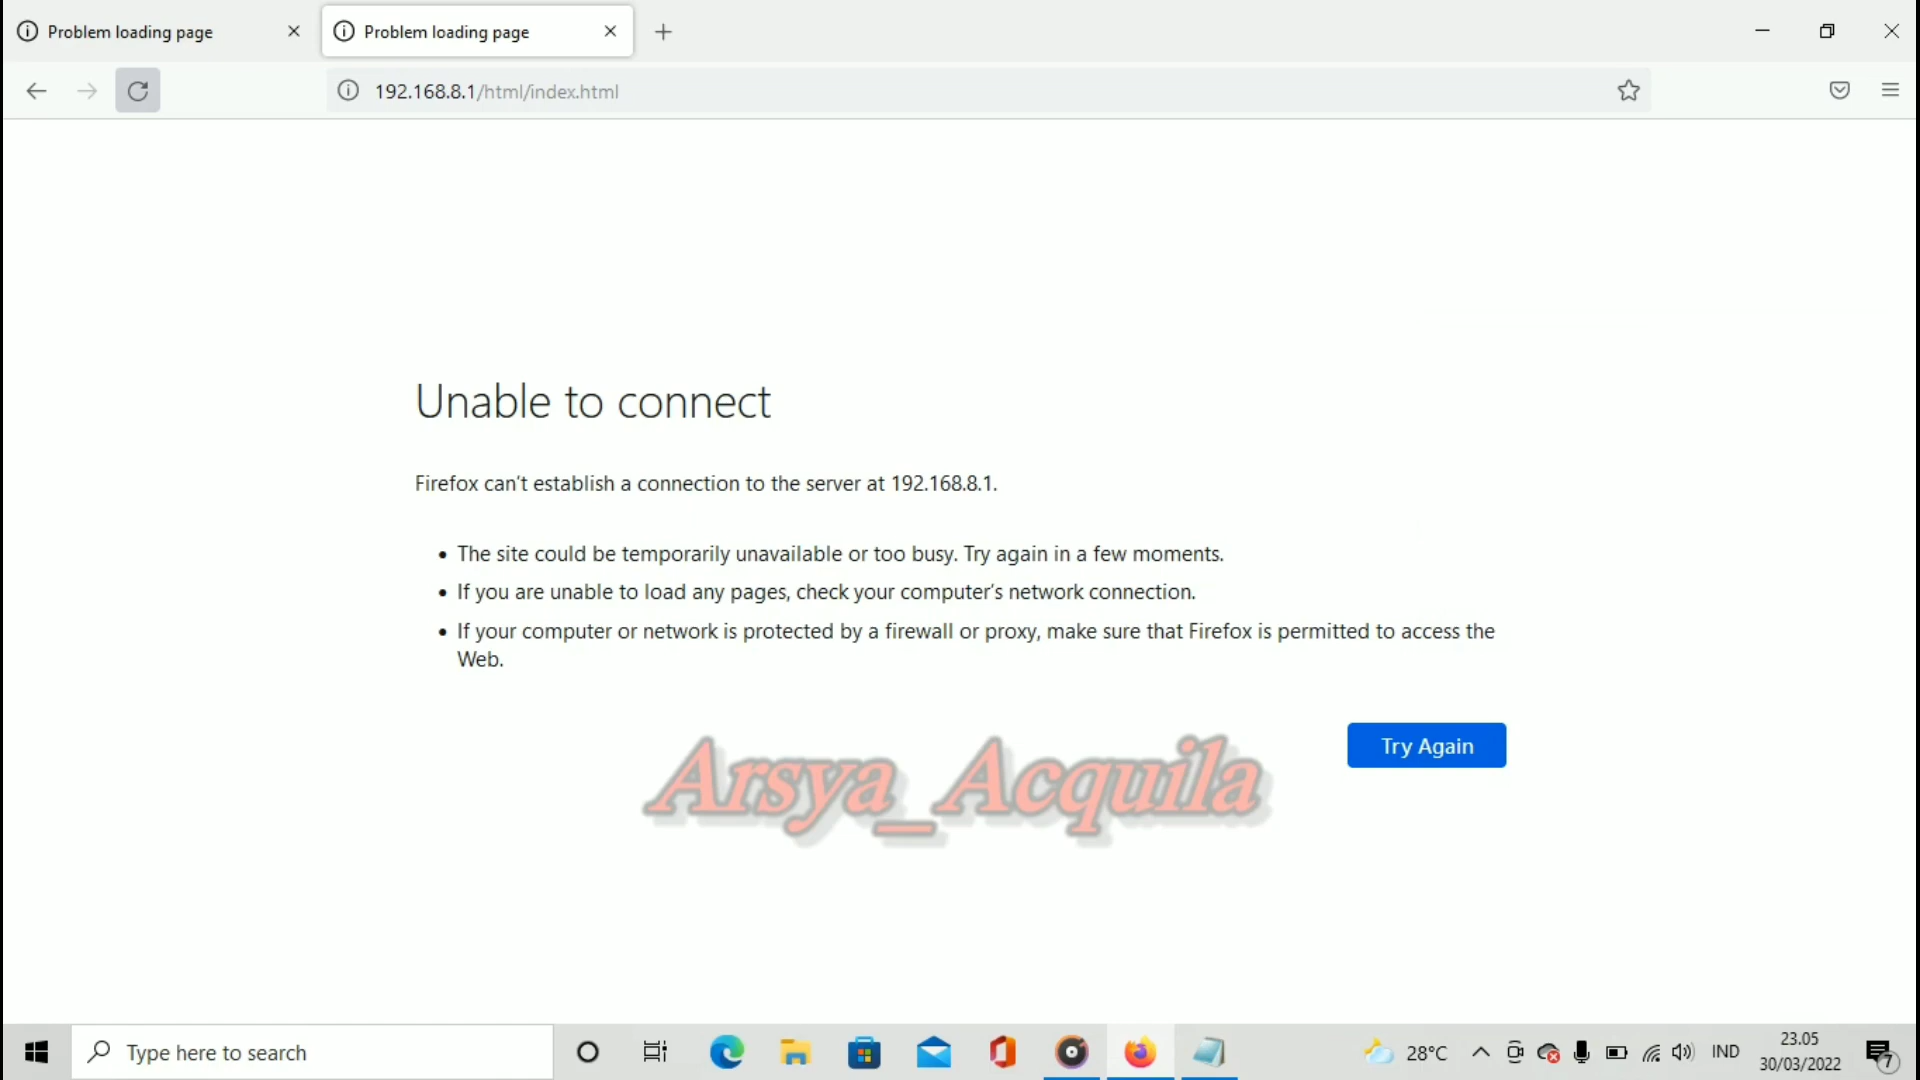 Problem loading page
Problem loading page
192.168.8.1/html/index.html
Unable to connect
Firefox can't establish a connection to the server at 192.168.8.1.
The site could be temporarily unavailable or too busy. Try again in a few moments.
If you are unable to load any pages, check your computer's network connection.
If your computer or network is protected by a firewall or proxy, make sure that Firefox is permitted to access the
Web.
Try Again
Arsya_Acquila
Type here to search
28°C
IND
23.05
30/03/2022
7